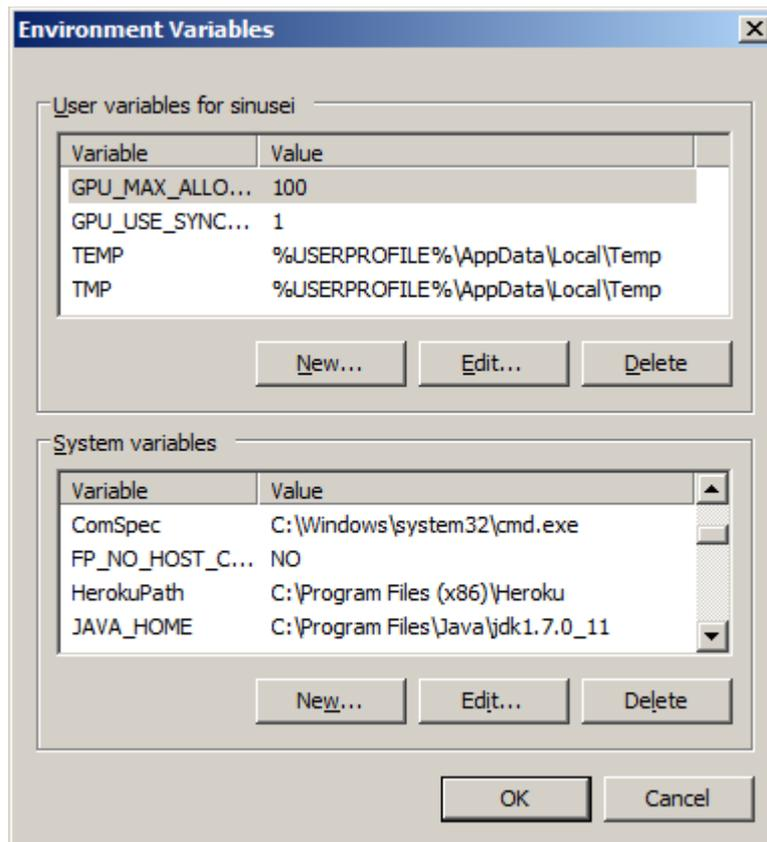 Environment Variables
User variables for sinusei
Variable Value
GPU_MAX_ALLO... 100
GPU_USE_SYNC... 1
TEMP %USERPROFILE%\AppData\Local\Temp
TMP %USERPROFILE%\AppData\Local\Temp
New... Edit... Delete
System variables
Variable Value
ComSpec C:\Windows\system32\cmd.exe
FP_NO_HOST_C... NO
HerokuPath C:\Program Files (x86)\Heroku
JAVA_HOME C:\Program Files\Java\jdk1.7.0_11
New... Edit... Delete
OK Cancel